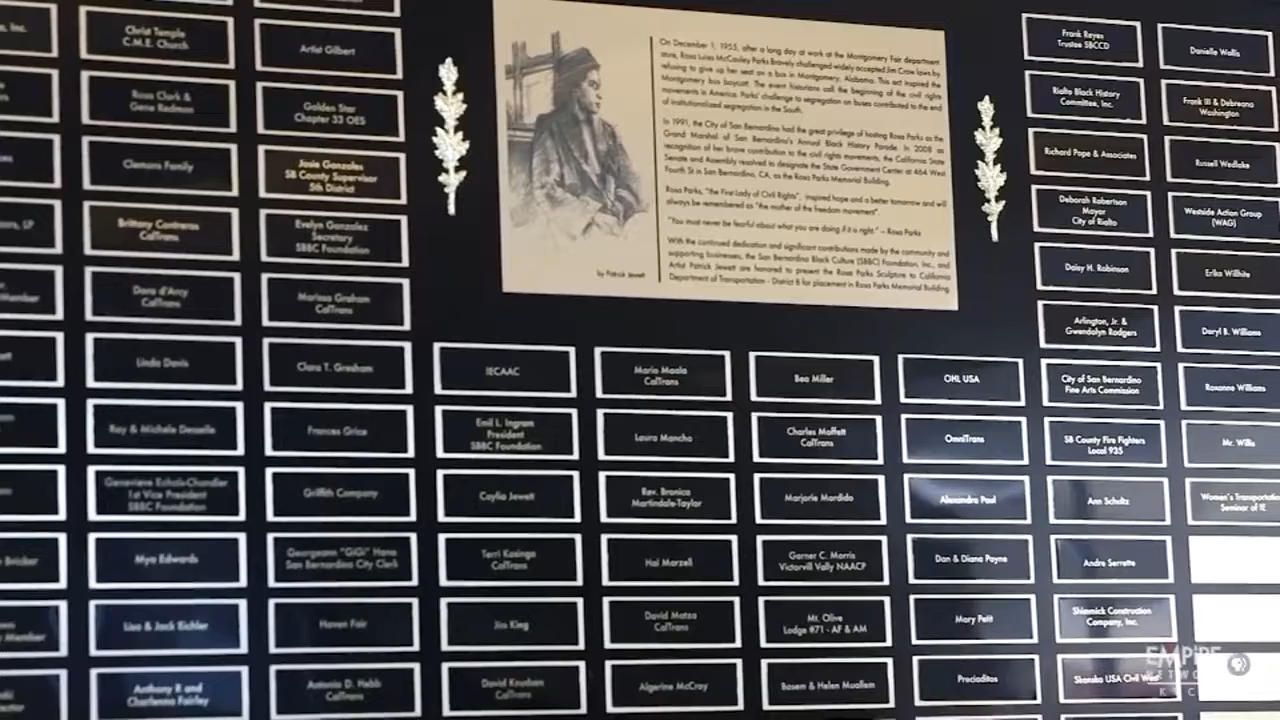 Christ Temple
C.M.E. Church
Rosa Clark &
Gene Redman
Clemons Family
Brittany Contreras
CalTrans
Dora d'Arcy
CalTrans
Linda Davis
Ray & Michele Desselle
Genevieve Echols-Chandler
1st Vice President
SBBC Foundation
Mya Edwards
Lisa & Jack Eichler
Anthony R and
Charlenna Fairley
Artist Gilbert
Golden Star
Chapter 33 OES
Josie Gonzales
SB County Supervisor
5th District
Evelyn Gonzalez
Secretary
SBBC Foundation
Marissa Graham
CalTrans
Clara T. Gresham
Frances Grice
Griffith Company
Georgeann "GiGi" Hana
San Bernardino City Clerk
Haven Fair
Antonia D. Hebb
CalTrans
by Patrick Jewett
On December 1, 1955, after a long day at work at the Montgomery Fair department
store, Rosa Luies McCauley Parks Bravely challenged widely accepted Jim Crow laws by
refusing to give up her seat on a bus in Montgomery, Alabama. This act inspired the
Montgomery bus boycott. The event historians call the beginning of the civil rights
movements in America. Parks' challenge to segregation on buses contributed to the end
of institutionalized segregation in the South.
In 1991, the City of San Bernardino had the great privilege of hosting Rosa Parks as the
Grand Marshal of San Bernardino's Annual Black History Parade. In 2008 as
recognition of her brave contribution to the civil rights movements, the California State
Senate and Assembly resolved to designate the State Government Center at 464 West
Fourth St in San Bernardino, CA, as the Rosa Parks Memorial Building.
Rosa Parks, "the First Lady of Civil Rights", inspired hope and a better tomorrow and will
always be remembered as "the mother of the freedom movement".
"You must never be fearful about what you are doing if it is right." – Rosa Parks
With the continued dedication and significant contributions made by the community and
supporting businesses, the San Bernardino Black Culture (SBBC) Foundation, Inc., and
Artist Patrick Jewett are honored to present the Rosa Parks Sculpture to California
Department of Transportation - District 8 for placement in Rosa Parks Memorial Building
IECAAC
Emil L. Ingram
President
SBBC Foundation
Caylia Jewett
Terri Kasinga
CalTrans
Jim King
David Knudsen
CalTrans
Maria Maala
CalTrans
Laura Mancha
Rev. Bronica
Martindale-Taylor
Hal Marzell
David Matza
CalTrans
Algerine McCray
Bea Miller
Charles Moffett
CalTrans
Marjorie Mordido
Garner C. Morris
Victorvill Vally NAACP
Mt. Olive
Lodge #71 - AF & AM
Basem & Helen Muallem
OHL USA
OmniTrans
Alexandra Paul
Dan & Diana Payne
Mary Petit
Preciaditas
Frank Reyes
Trustee SBCCD
Rialto Black History
Committee, Inc.
Richard Pope & Associates
Deborah Robertson
Mayor
City of Rialto
Daisy H. Robinson
Arlington, Jr. &
Gwendolyn Rodgers
City of San Bernardino
Fine Arts Commission
SB County Fire Fighters
Local 935
Ann Schultz
Andre Serrette
Shimmick Construction
Company, Inc.
Skanska USA Civil West
Danielle Wallis
Frank III & Debreana
Washington
Russell Wedlake
Westside Action Group
(WAG)
Erika Willhite
Daryl B. Williams
Roxanne Williams
Mr. Willis
Women's Transportation
Seminar of IE
EMPIRE
NETWORK
KVCR
PBS